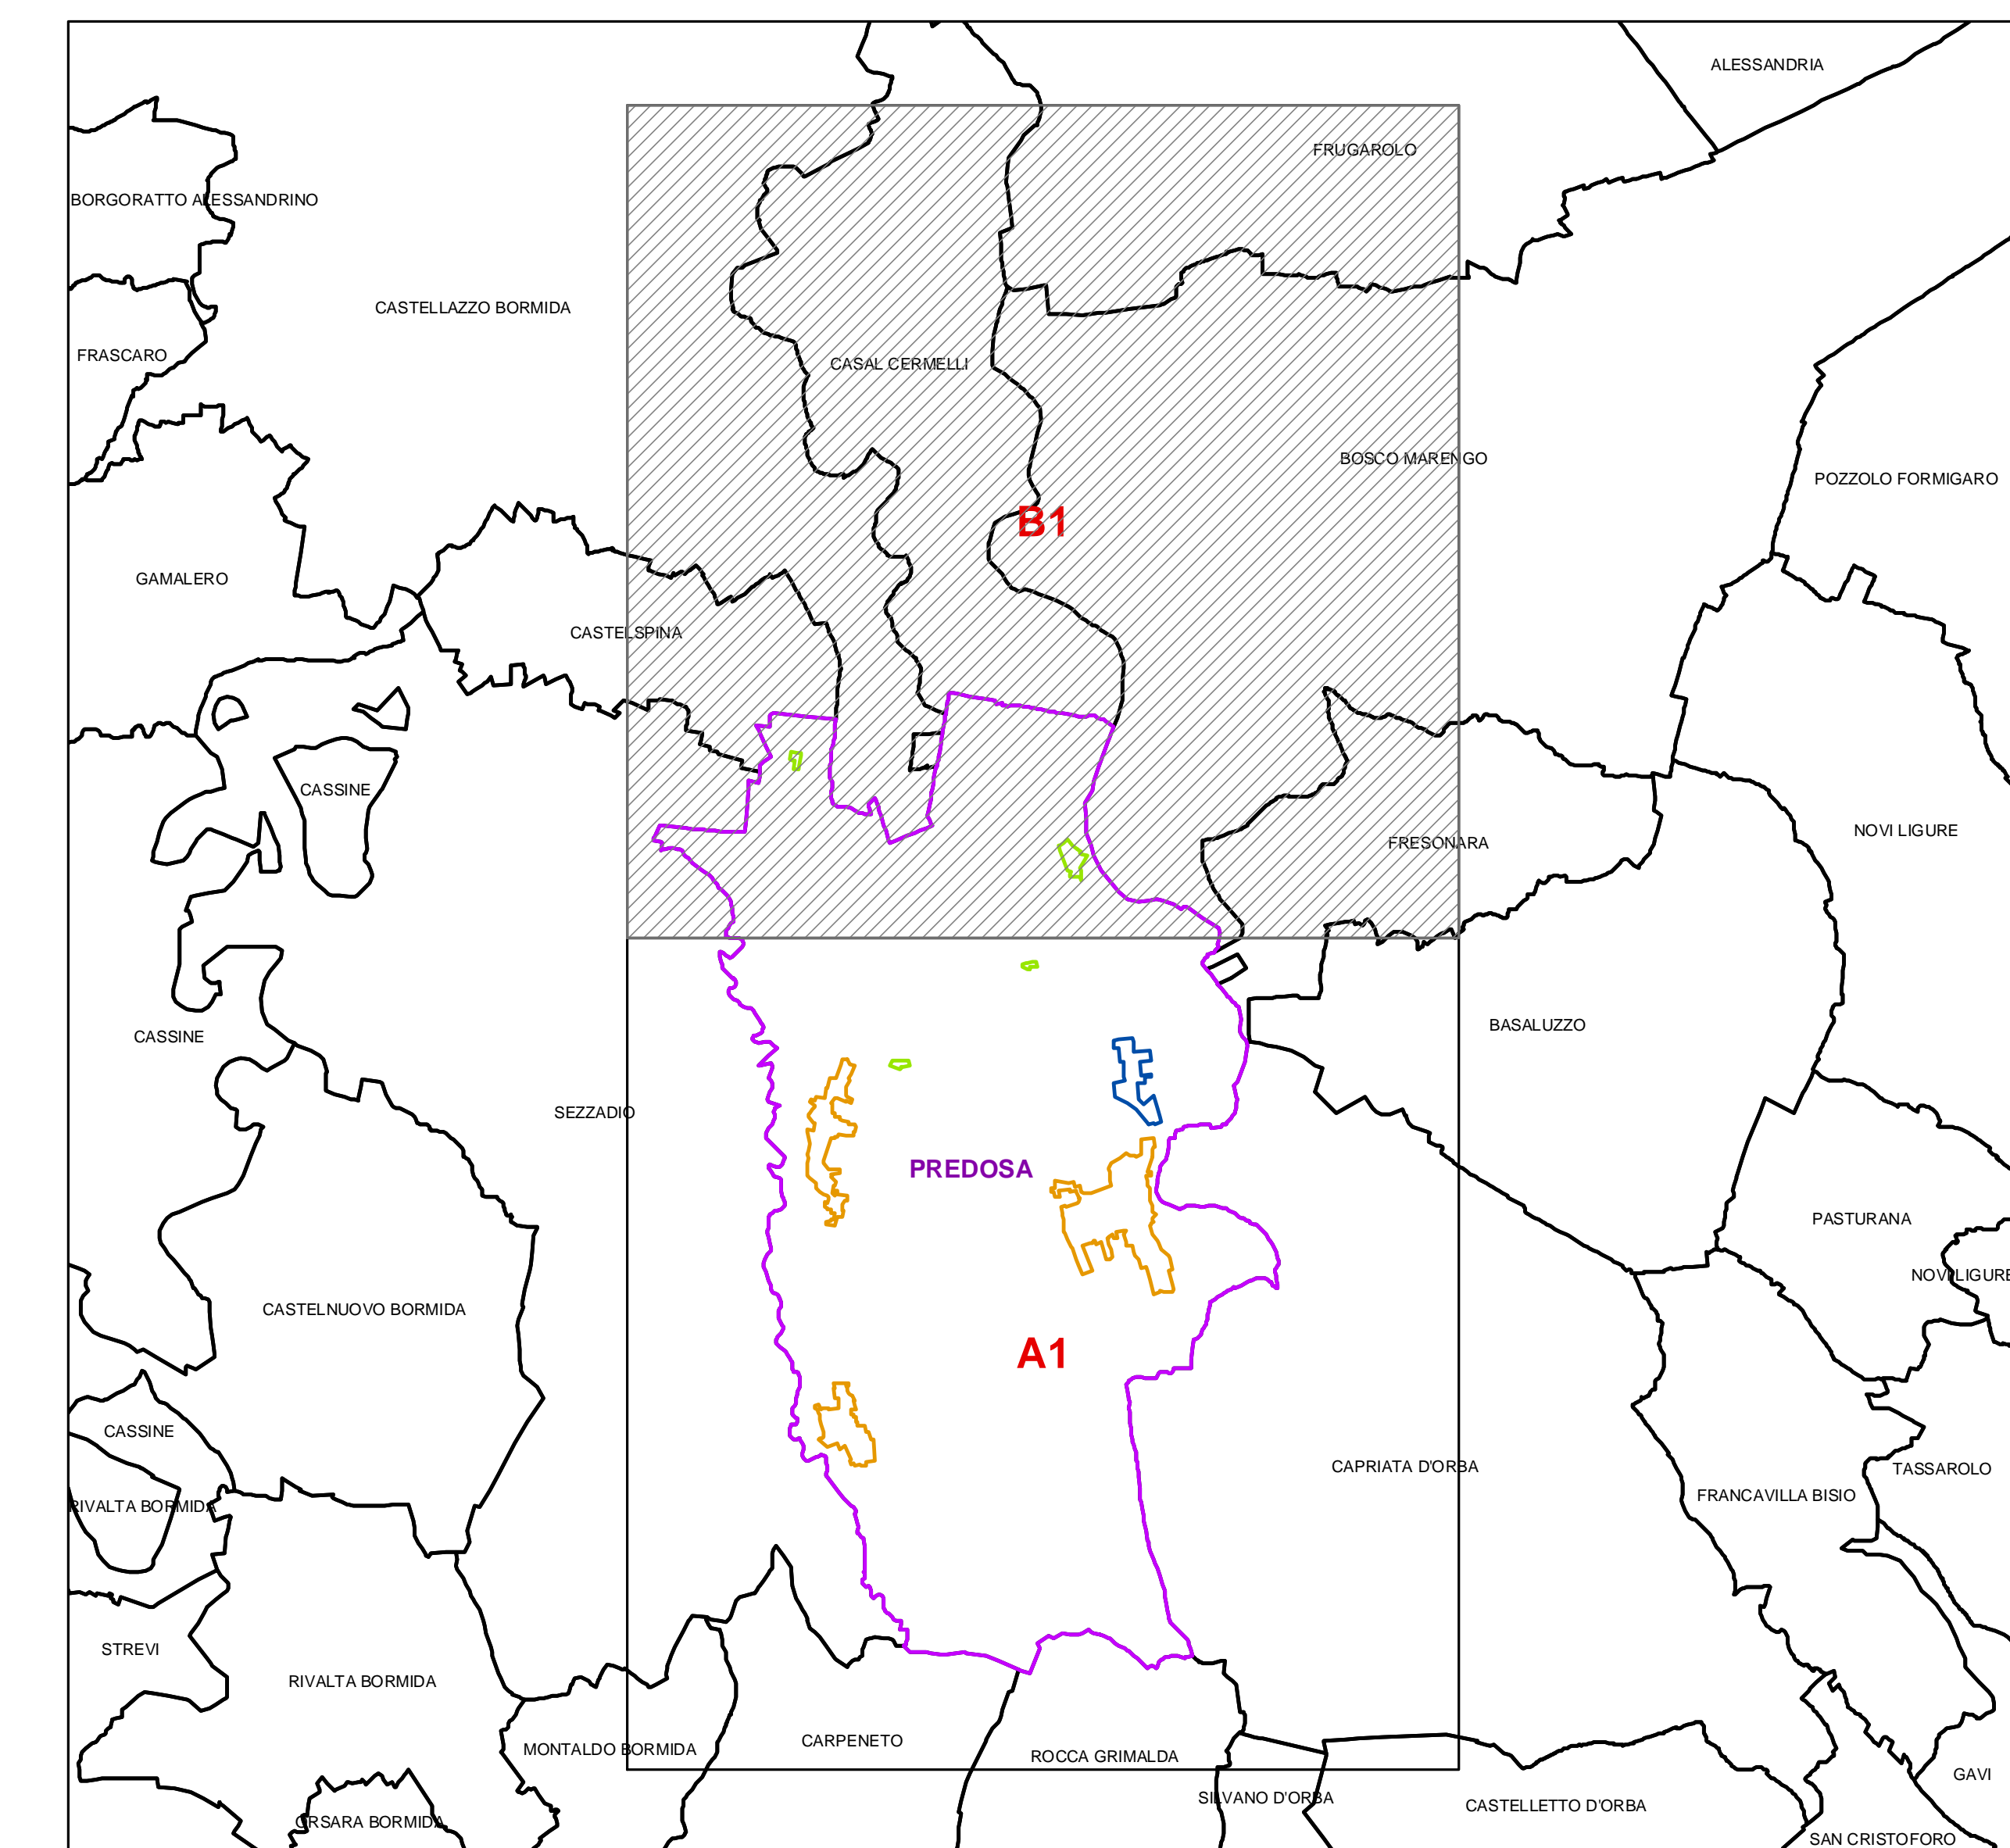 ALESSANDRIA
FRUGAROLO
BORGORATTO ALESSANDRINO
CASTELLAZZO BORMIDA
FRASCARO
CASAL CERMELLI
BOSCO MARENGO
POZZOLO FORMIGARO
B1
GAMALERO
CASTELSPINA
CASSINE
NOVI LIGURE
FRESONARA
BASALUZZO
CASSINE
SEZZADIO
PREDOSA
PASTURANA
NOVI LIGURE
CASTELNUOVO BORMIDA
A1
CASSINE
CAPRIATA D'ORBA
TASSAROLO
FRANCAVILLA BISIO
RIVALTA BORMIDA
STREVI
RIVALTA BORMIDA
CARPENETO
MONTALDO BORMIDA
ROCCA GRIMALDA
GAVI
SILVANO D'ORBA
CASTELLETTO D'ORBA
ORSARA BORMIDA
SAN CRISTOFORO